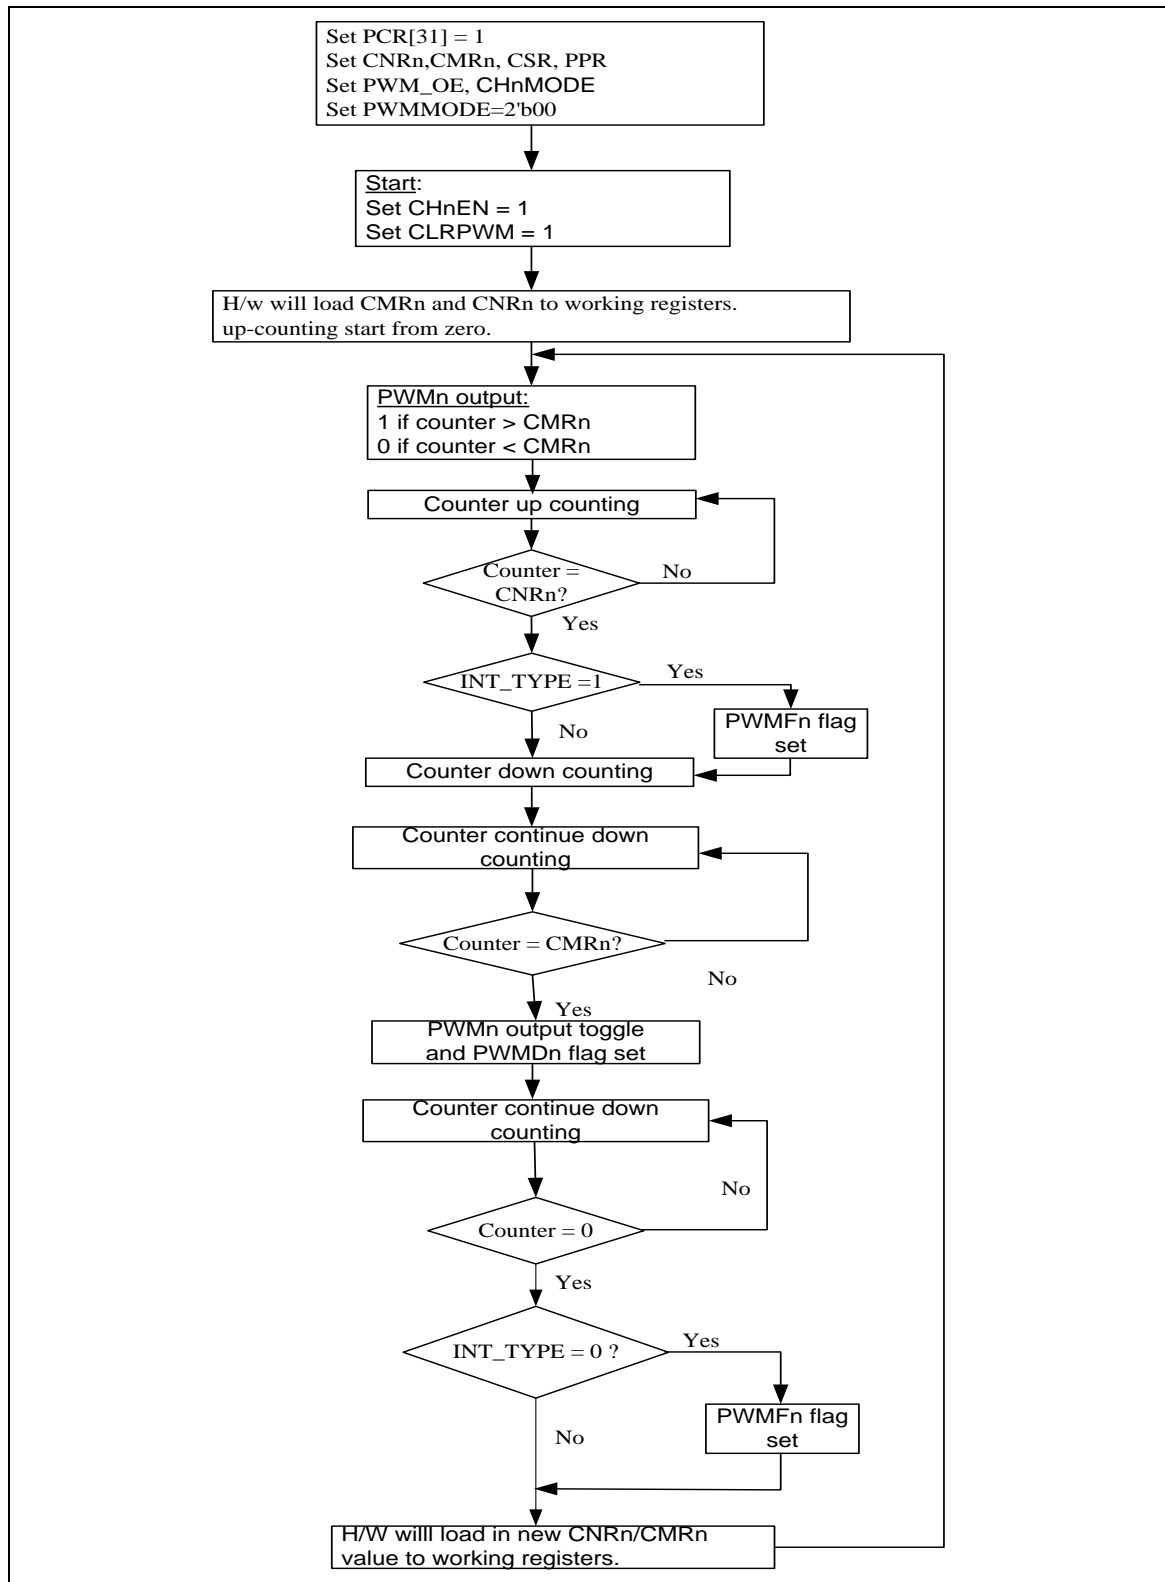 Set PCR[31] = 1
Set CNRn,CMRn, CSR, PPR
Set PWM_OE, CHnMODE
Set PWMMODE=2'b00
Start:
Set CHnEN = 1
Set CLRPWM = 1
H/w will load CMRn and CNRn to working registers.
up-counting start from zero.
PWMn output:
1 if counter > CMRn
0 if counter < CMRn
Counter up counting
Counter =
CNRn?
No
Yes
INT_TYPE =1
Yes
PWMFn flag
set
No
Counter down counting
Counter continue down
counting
Counter = CMRn?
No
Yes
PWMn output toggle
and PWMDn flag set
Counter continue down
counting
No
Counter = 0
Yes
INT_TYPE = 0 ?
Yes
PWMFn flag
set
No
H/W willl load in new CNRn/CMRn
value to working registers.